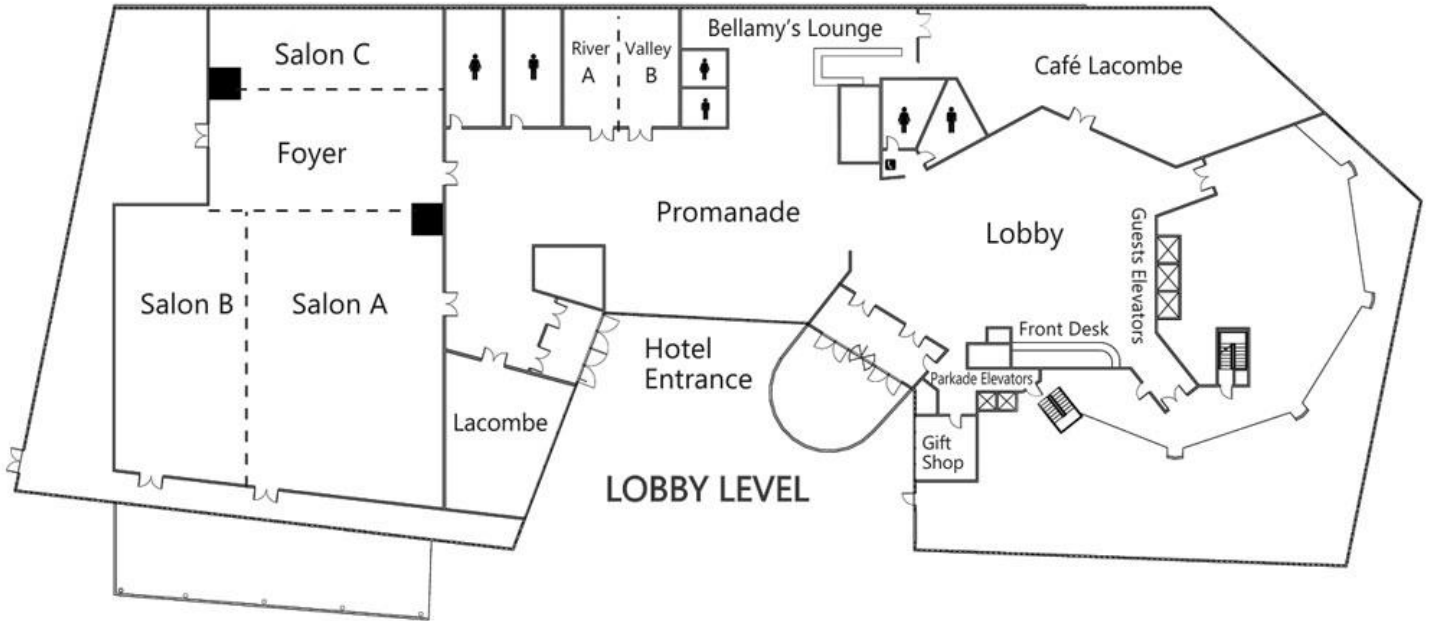 Salon C
River
A
Valley
B
Bellamy's Lounge
Café Lacombe
Foyer
Promanade
Lobby
Guests Elevators
Salon B
Salon A
Hotel
Entrance
Front Desk
Parkade Elevators
Lacombe
Gift
Shop
LOBBY LEVEL